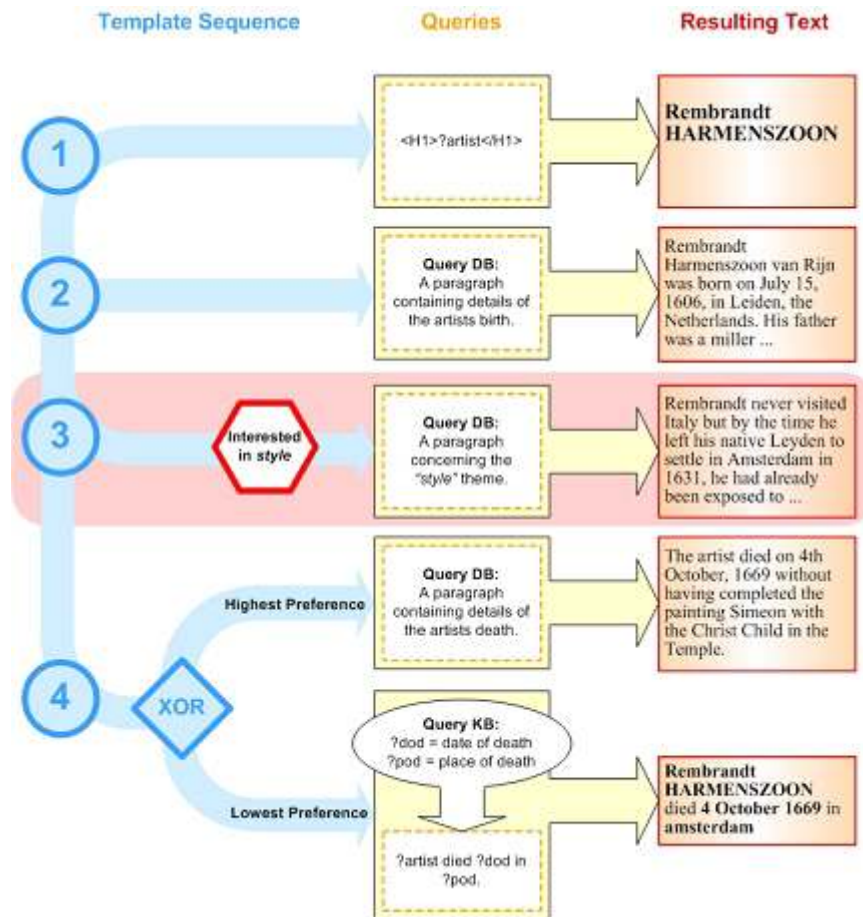 Template Sequence
Queries
Resulting Text
1
<H1>?artist</H1>
Rembrandt
HARMENSZOON
2
Query DB:
A paragraph
containing details of
the artists birth.
Rembrandt
Harmenszoon van Rijn
was born on July 15,
1606, in Leiden, the
Netherlands. His father
was a miller ...
3
Interested
in style
Query DB:
A paragraph
concerning the
"style" theme.
Rembrandt never visited
Italy but by the time he
left his native Leyden to
settle in Amsterdam in
1631, he had already
been exposed to ...
4
XOR
Highest Preference
Query DB:
A paragraph
containing details of
the artists death.
The artist died on 4th
October, 1669 without
having completed the
painting Simeon with
the Christ Child in the
Temple.
Lowest Preference
Query KB:
?dod = date of death
?pod = place of death
?artist died ?dod in
?pod.
Rembrandt
HARMENSZOON
died 4 October 1669 in
amsterdam